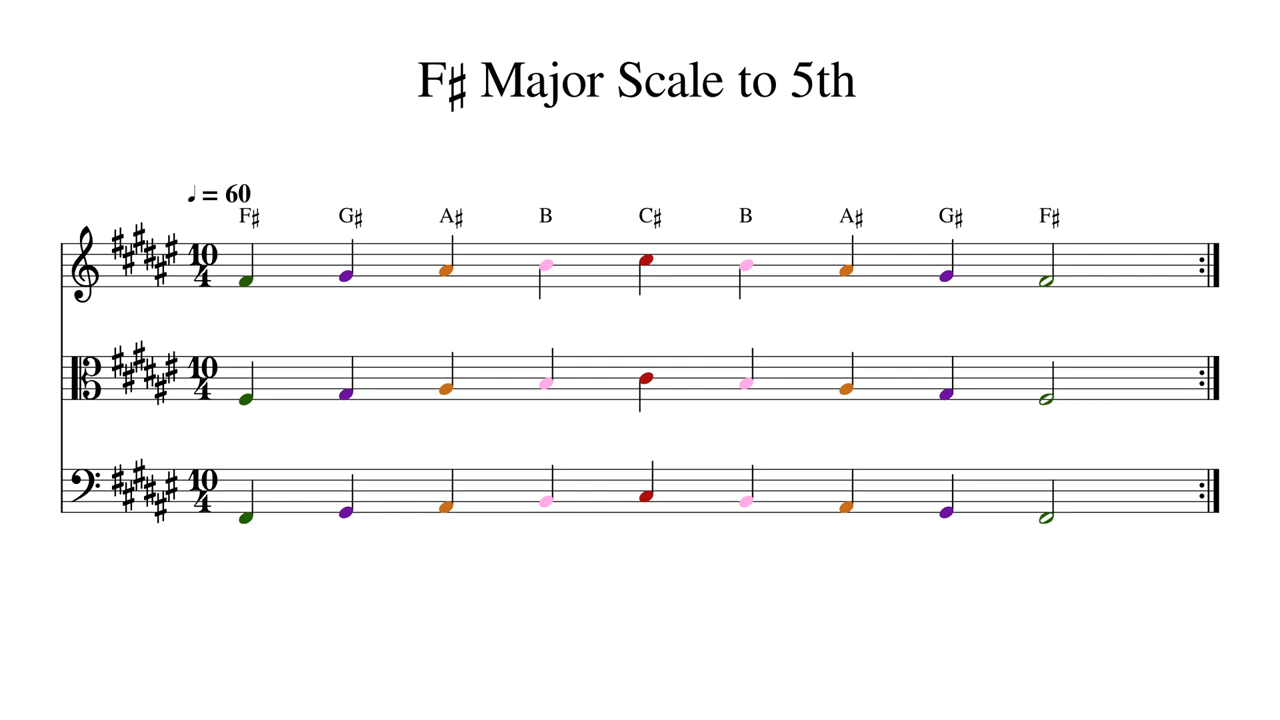 F♯ Major Scale to 5th
♩ = 60
F♯ G♯ A♯ B C♯ B A♯ G♯ F♯
10
4
10
4
10
4